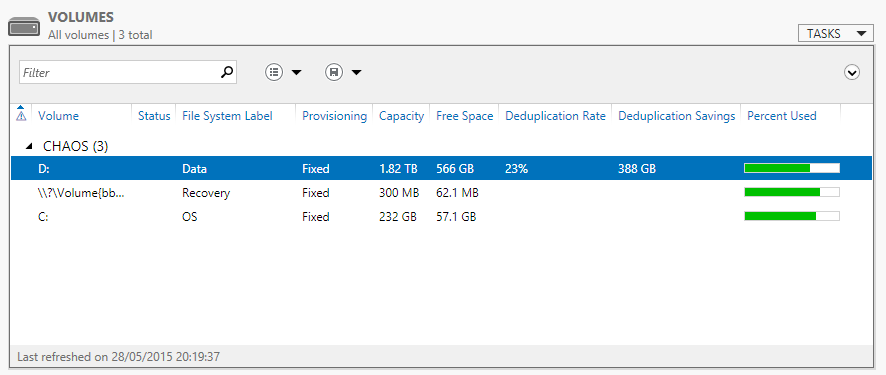 VOLUMES
All volumes | 3 total
TASKS
Filter
Volume Status File System Label Provisioning Capacity Free Space Deduplication Rate Deduplication Savings Percent Used
CHAOS (3)
D: Data Fixed 1.82 TB 566 GB 23% 388 GB
\\?\Volume{bb... Recovery Fixed 300 MB 62.1 MB
C: OS Fixed 232 GB 57.1 GB
Last refreshed on 28/05/2015 20:19:37